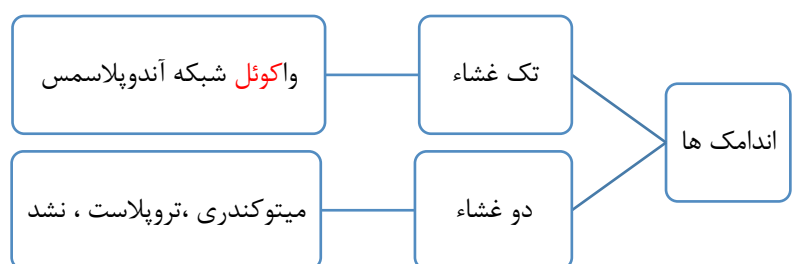 اندامک ها
تک غشاء
واکوئل شبکه آندوپلاسمس
دو غشاء
میتوکندری ،تروپلاست ، نشد